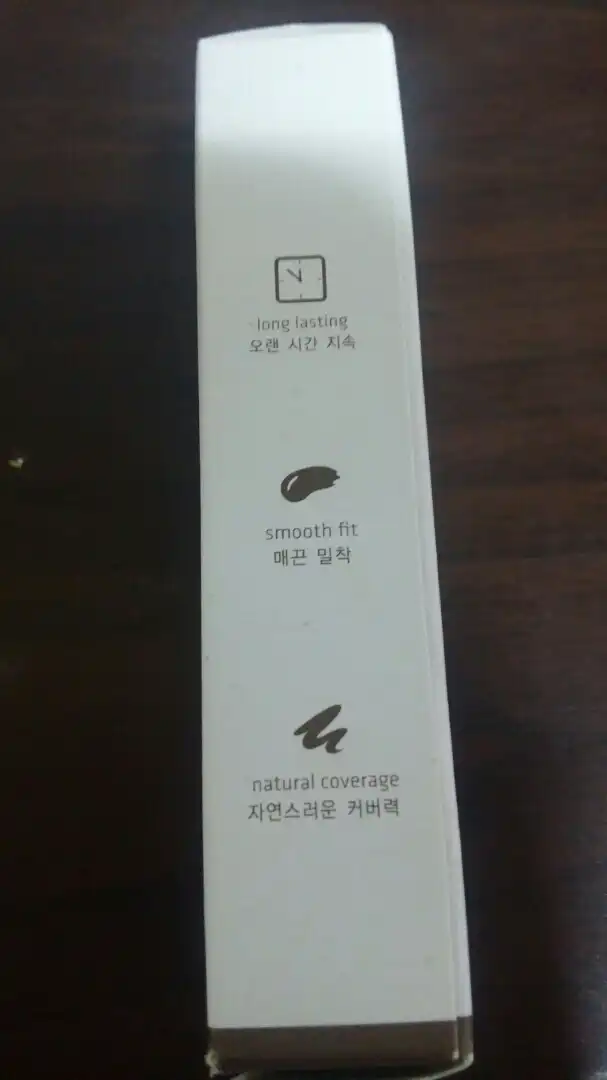 long lasting
오랜 시간 지속
smooth fit
매끈 밀착
natural coverage
자연스러운 커버력